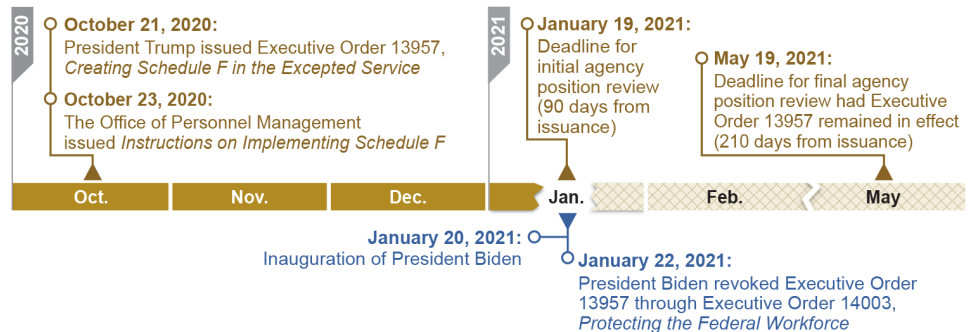 2020
October 21, 2020:
President Trump issued Executive Order 13957,
Creating Schedule F in the Excepted Service
October 23, 2020:
The Office of Personnel Management
issued Instructions on Implementing Schedule F
2021
January 19, 2021:
Deadline for
initial agency
position review
(90 days from
issuance)
May 19, 2021:
Deadline for final agency
position review had Executive
Order 13957 remained in effect
(210 days from issuance)
Oct.
Nov.
Dec.
Jan.
Feb.
May
January 20, 2021:
Inauguration of President Biden
January 22, 2021:
President Biden revoked Executive Order
13957 through Executive Order 14003,
Protecting the Federal Workforce